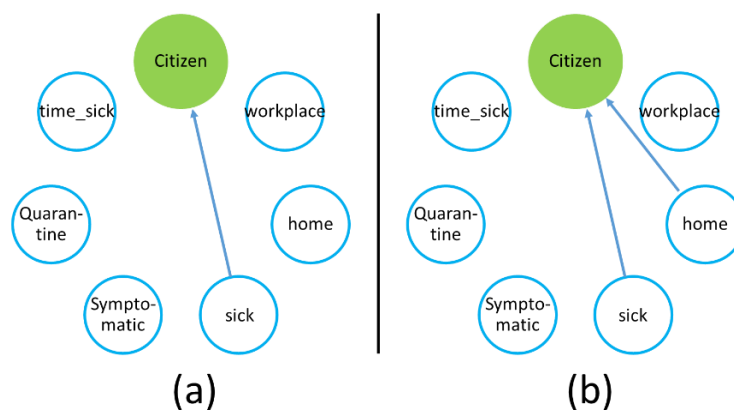 Citizen
time_sick
workplace
Quaran-
tine
home
Sympto-
matic
sick
(a)
Citizen
time_sick
workplace
Quaran-
tine
home
Sympto-
matic
sick
(b)